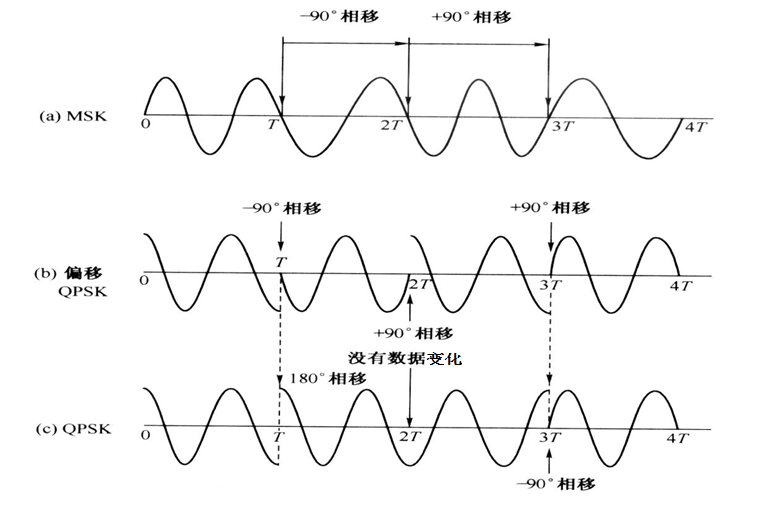 −90°相移 +90°相移
(a) MSK
0 T 2T 3T 4T
−90°相移 +90°相移
T
(b) 偏移
QPSK
0 2T 3T 4T
+90°相移
没有数据变化
180°相移
(c) QPSK
0 T 2T 3T 4T
−90°相移